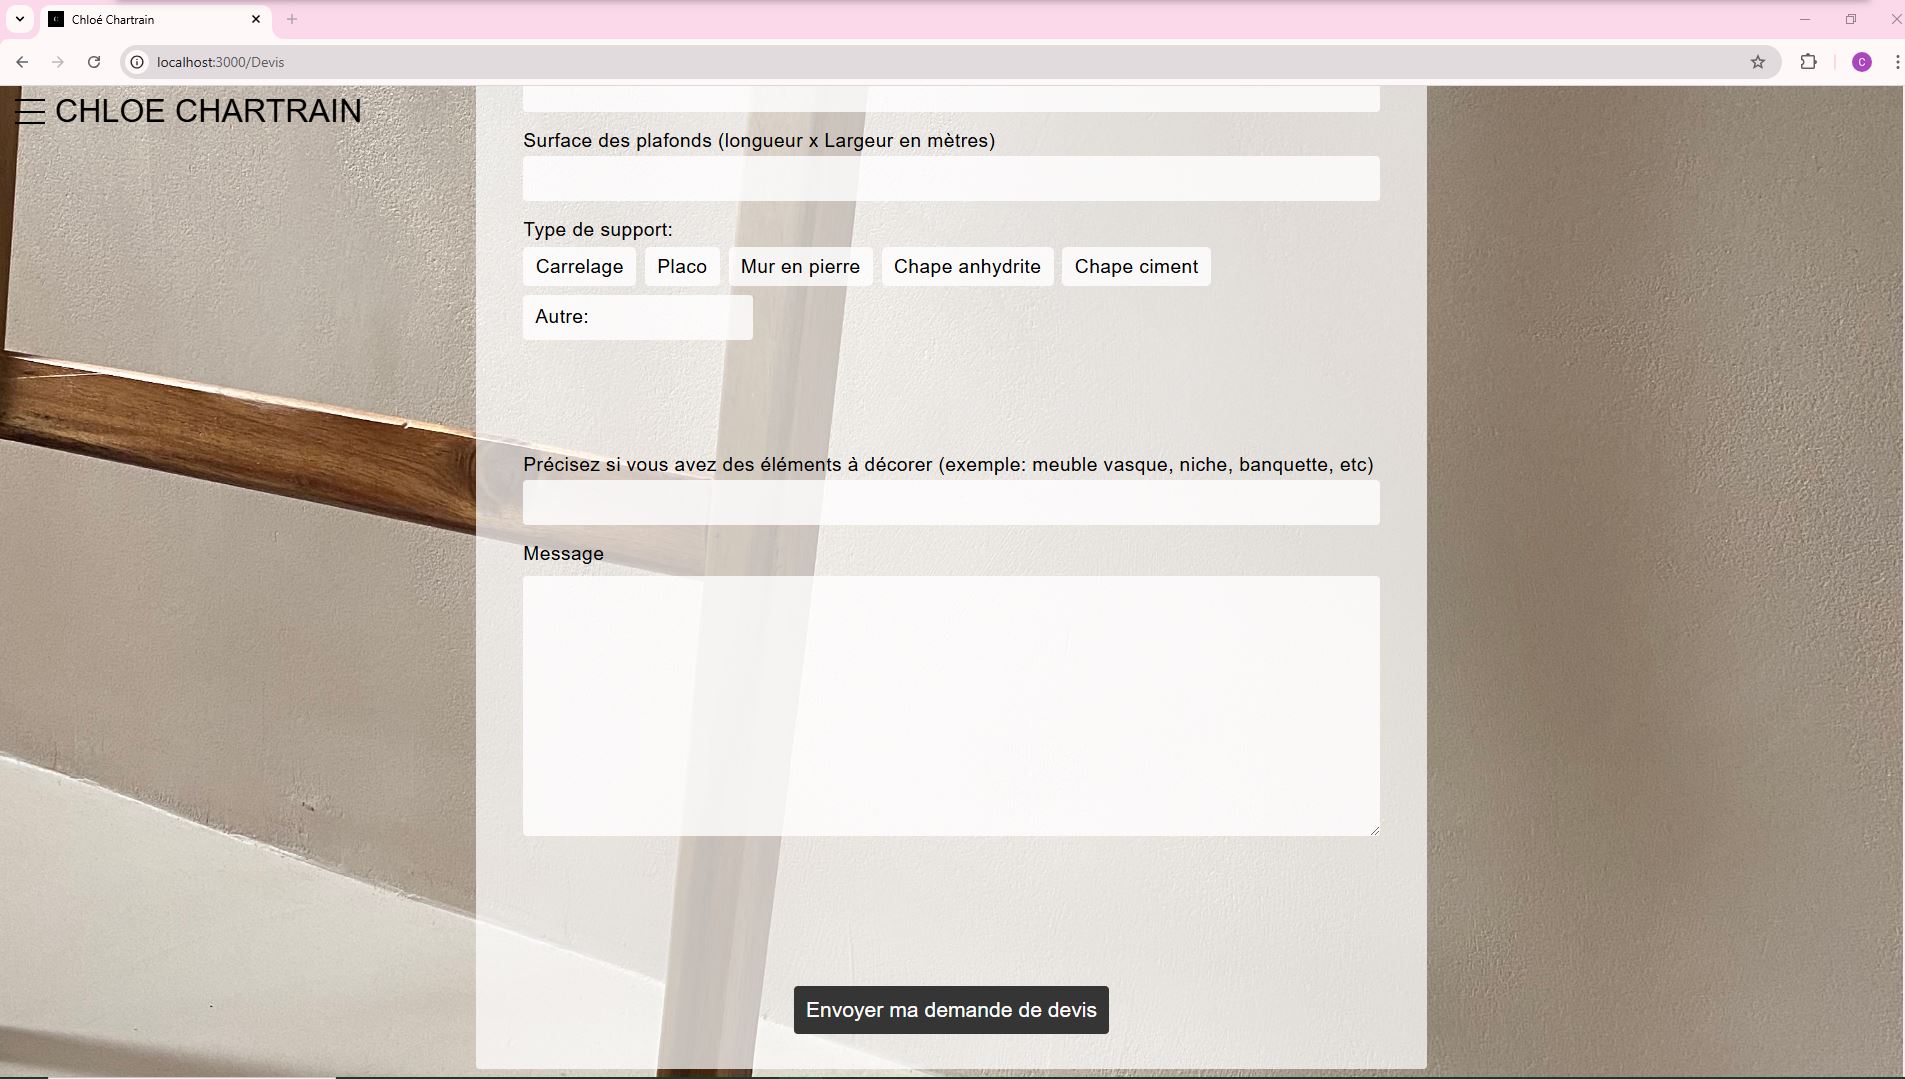 Chloé Chartrain
localhost:3000/Devis
C
CHLOE CHARTRAIN
Surface des plafonds (longueur x Largeur en mètres)
Type de support:
Carrelage Placo Mur en pierre Chape anhydrite Chape ciment
Autre:
Précisez si vous avez des éléments à décorer (exemple: meuble vasque, niche, banquette, etc)
Message
Envoyer ma demande de devis